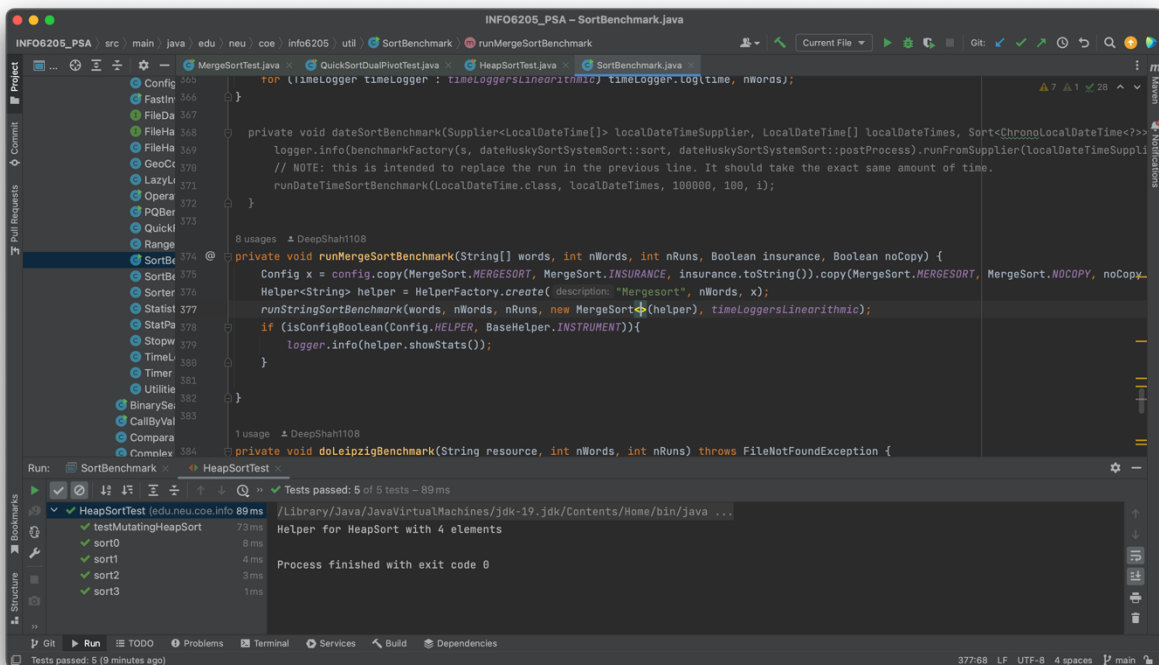 INFO6205_PSA – SortBenchmark.java
INFO6205_PSA src main java edu neu coe info6205 util SortBenchmark runMergeSortBenchmark Current File Git:
Project ... MergeSortTest.java QuickSortDualPivotTest.java HeapSortTest.java SortBenchmark.java Maven
365 for (TimeLogger timeLogger : timeLoggersLinearithmic) timeLogger.log(time, nWords);
Config 366 } 7 1 28
FastIn 367
FileDa 368 private void dateSortBenchmark(Supplier<LocalDateTime[]> localDateTimeSupplier, LocalDateTime[] localDateTimes, Sort<ChronoLocalDateTime<?>>
FileHa 369 logger.info(benchmarkFactory(s, dateHuskySortSystemSort::sort, dateHuskySortSystemSort::postProcess).runFromSupplier(localDateTimeSuppli
FileHa 370 // NOTE: this is intended to replace the run in the previous line. It should take the exact same amount of time.
GeoCo 371 runDateTimeSortBenchmark(LocalDateTime.class, localDateTimes, 100000, 100, i);
LazyL 372 }
Opera 373
PQBer
QuickI 8 usages DeepShah1108
Range 374 @ private void runMergeSortBenchmark(String[] words, int nWords, int nRuns, Boolean insurance, Boolean noCopy) {
SortBe 375 Config x = config.copy(MergeSort.MERGESORT, MergeSort.INSURANCE, insurance.toString()).copy(MergeSort.MERGESORT, MergeSort.NOCOPY, noCopy
SortBe 376 Helper<String> helper = HelperFactory.create( description: "Mergesort", nWords, x);
Sorter 377 runStringSortBenchmark(words, nWords, nRuns, new MergeSort<>(helper), timeLoggersLinearithmic);
Statist 378 if (isConfigBoolean(Config.HELPER, BaseHelper.INSTRUMENT)){
StatPa 379 logger.info(helper.showStats());
Stopw 380 }
TimeL 381
Timer 382 }
Utilitie 383
BinarySea
CallByVal 1 usage DeepShah1108
Compara 384 private void doLeipzigBenchmark(String resource, int nWords, int nRuns) throws FileNotFoundException {
Complex
Commit
Pull Requests
Notifications
Run: SortBenchmark HeapSortTest
Tests passed: 5 of 5 tests – 89 ms
HeapSortTest (edu.neu.coe.info 89 ms /Library/Java/JavaVirtualMachines/jdk-19.jdk/Contents/Home/bin/java ...
testMutatingHeapSort 73 ms Helper for HeapSort with 4 elements
sort0 8 ms
sort1 4 ms Process finished with exit code 0
sort2 3 ms
sort3 1 ms
Bookmarks
Structure
Git Run TODO Problems Terminal Services Build Dependencies
Tests passed: 5 (9 minutes ago) 377:68 LF UTF-8 4 spaces main